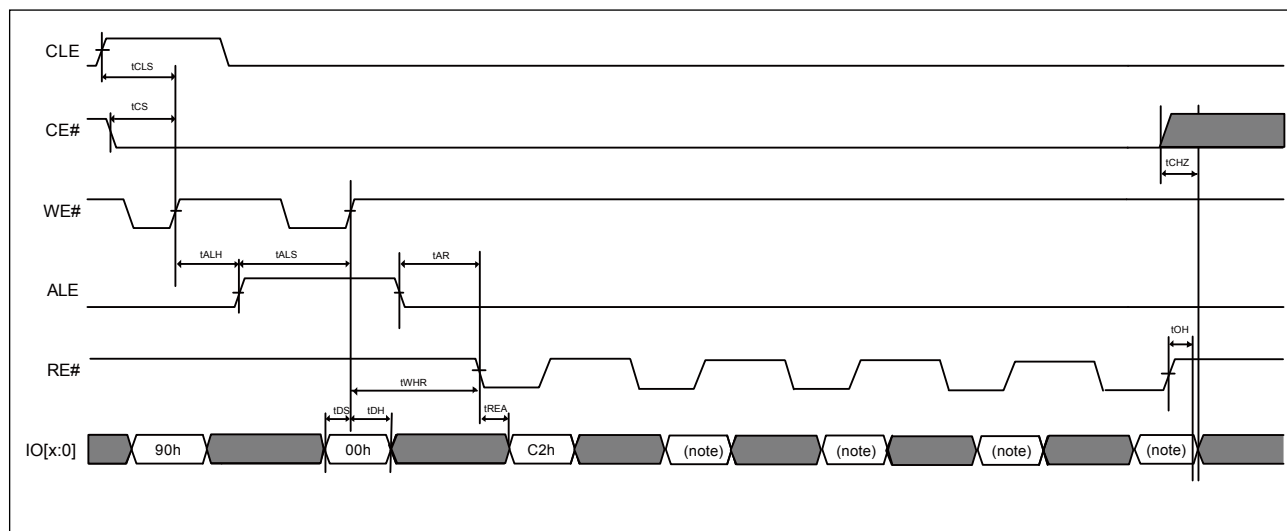 CLE
tCLS
tCS
CE#
tCHZ
WE#
tALH tALS tAR
ALE
tOH
RE#
tWHR
tDS tDH tREA
IO[x:0] 90h 00h C2h (note) (note) (note) (note)